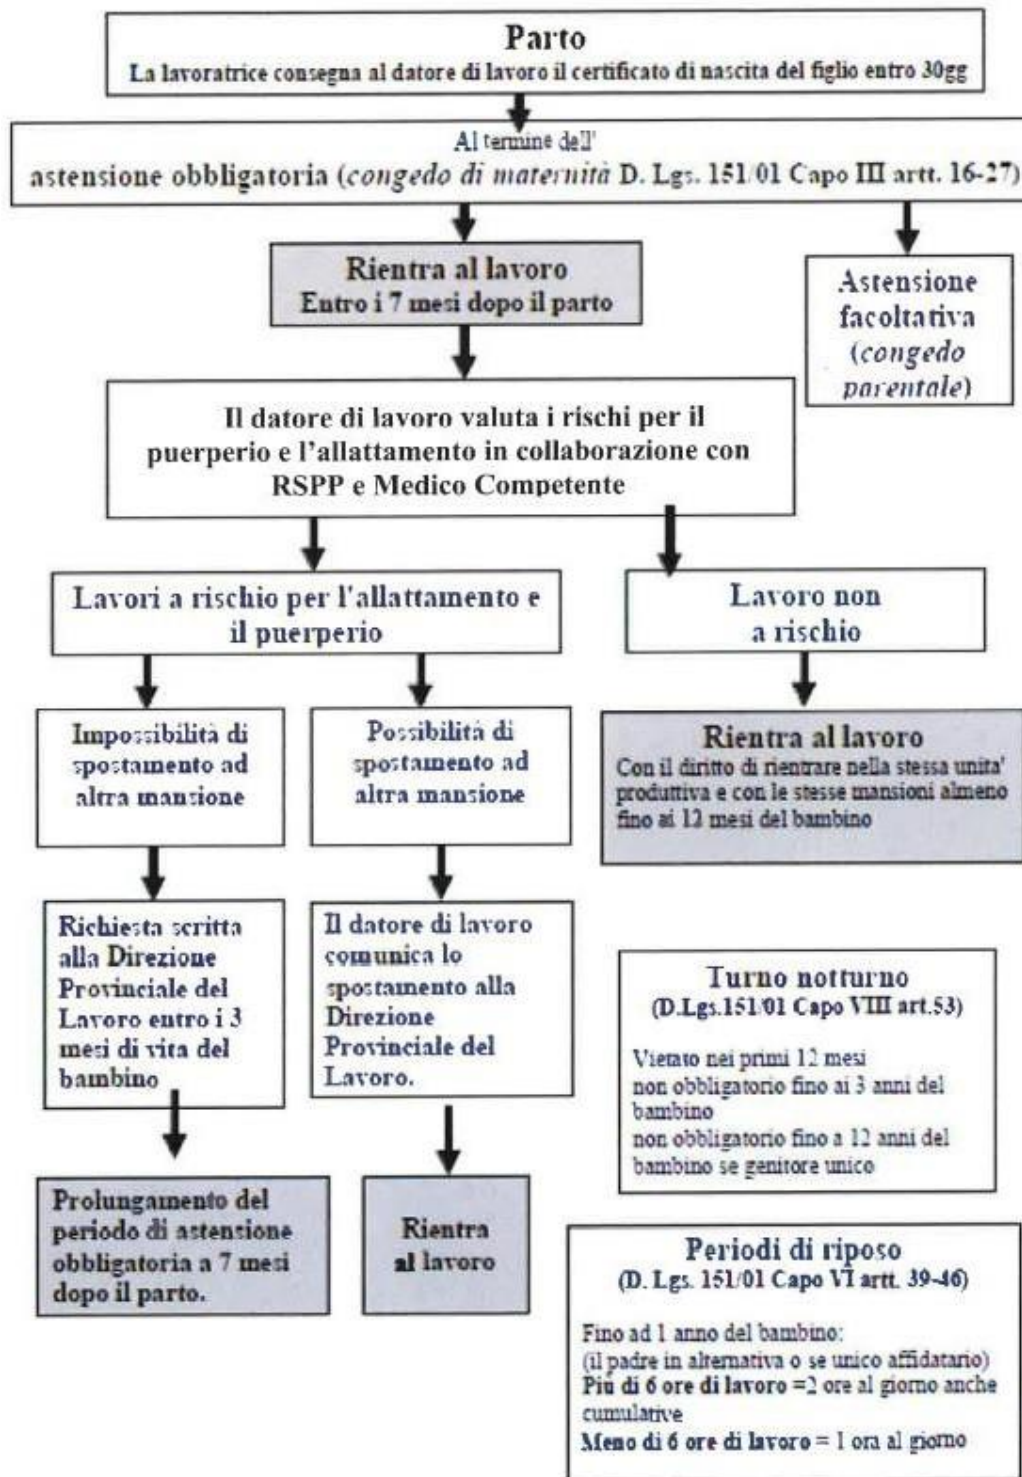 Parto
La lavoratrice consegna al datore di lavoro il certificato di nascita del figlio entro 30gg
Al termine dell'
astensione obbligatoria (congedo di maternità D. Lgs. 151/01 Capo III artt. 16-27)
Rientra al lavoro
Entro i 7 mesi dopo il parto
Astensione
facoltativa
(congedo
parentale)
Il datore di lavoro valuta i rischi per il
puerperio e l'allattamento in collaborazione con
RSPP e Medico Competente
Lavori a rischio per l'allattamento e
il puerperio
Lavoro non
a rischio
Impossibilità di
spostamento ad
altra mansione
Possibilità di
spostamento ad
altra mansione
Rientra al lavoro
Con il diritto di rientrare nella stessa unita'
produttiva e con le stesse mansioni almeno
fino ai 12 mesi del bambino
Richiesta scritta
alla Direzione
Provinciale del
Lavoro entro i 3
mesi di vita del
bambino
Il datore di lavoro
comunica lo
spostamento alla
Direzione
Provinciale del
Lavoro.
Turno notturno
(D.Lgs.151/01 Capo VIII art.53)
Vietato nei primi 12 mesi
non obbligatorio fino ai 3 anni del
bambino
non obbligatorio fino a 12 anni del
bambino se genitore unico
Prolungamento del
periodo di astensione
obbligatoria a 7 mesi
dopo il parto.
Rientra
al lavoro
Periodi di riposo
(D. Lgs. 151/01 Capo VI artt. 39-46)
Fino ad 1 anno del bambino:
(il padre in alternativa o se unico affidatario)
Più di 6 ore di lavoro =2 ore al giorno anche
cumulative
Meno di 6 ore di lavoro = 1 ora al giorno